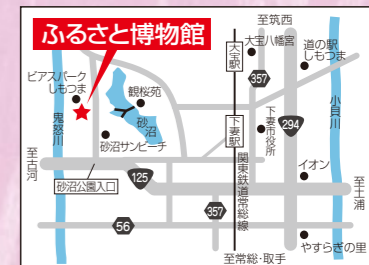 至筑西
ふるさと博物館
大宝駅
大宝八幡宮
道の駅
しもつま
ビアスパーク
しもつま
観桜苑
357
小貝川
砂沼
鬼怒川
下妻駅
下妻市役所
294
砂沼サンビーチ
至古河
イオン
砂沼公園入口
125
関東鉄道常総線
至土浦
357
56
やすらぎの里
至常総・取手